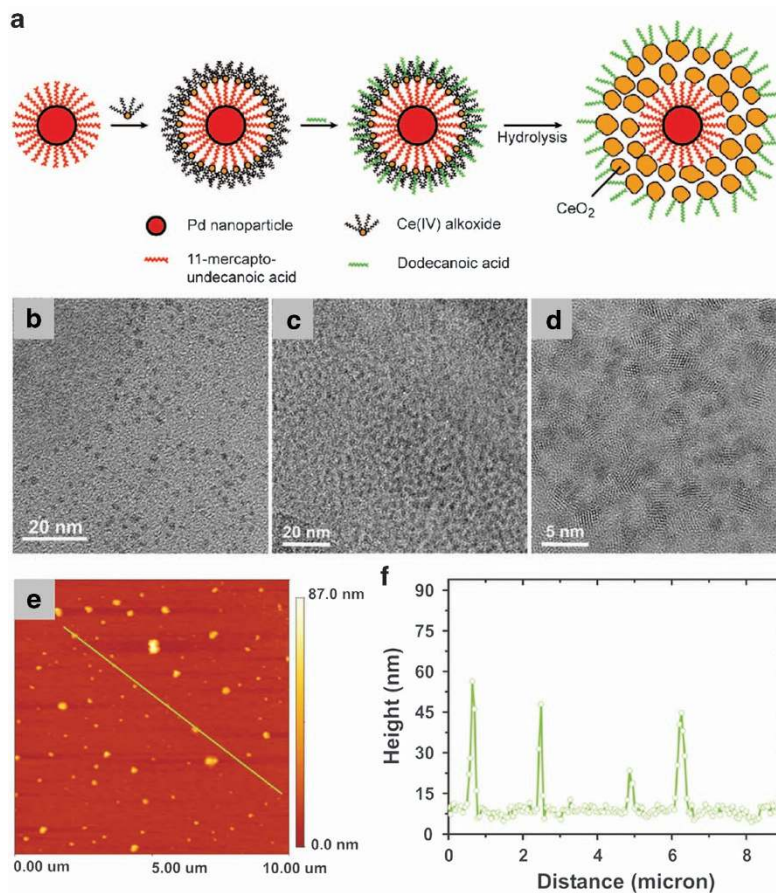 a
Hydrolysis
CeO2
Pd nanoparticle
Ce(IV) alkoxide
11-mercapto-
undecanoic acid
Dodecanoic acid
b
20 nm
c
20 nm
d
5 nm
e
87.0 nm
0.0 nm
0.00 um
5.00 um
10.00 um
f
Height (nm)
90
75
60
45
30
15
0
0
2
4
6
8
Distance (micron)